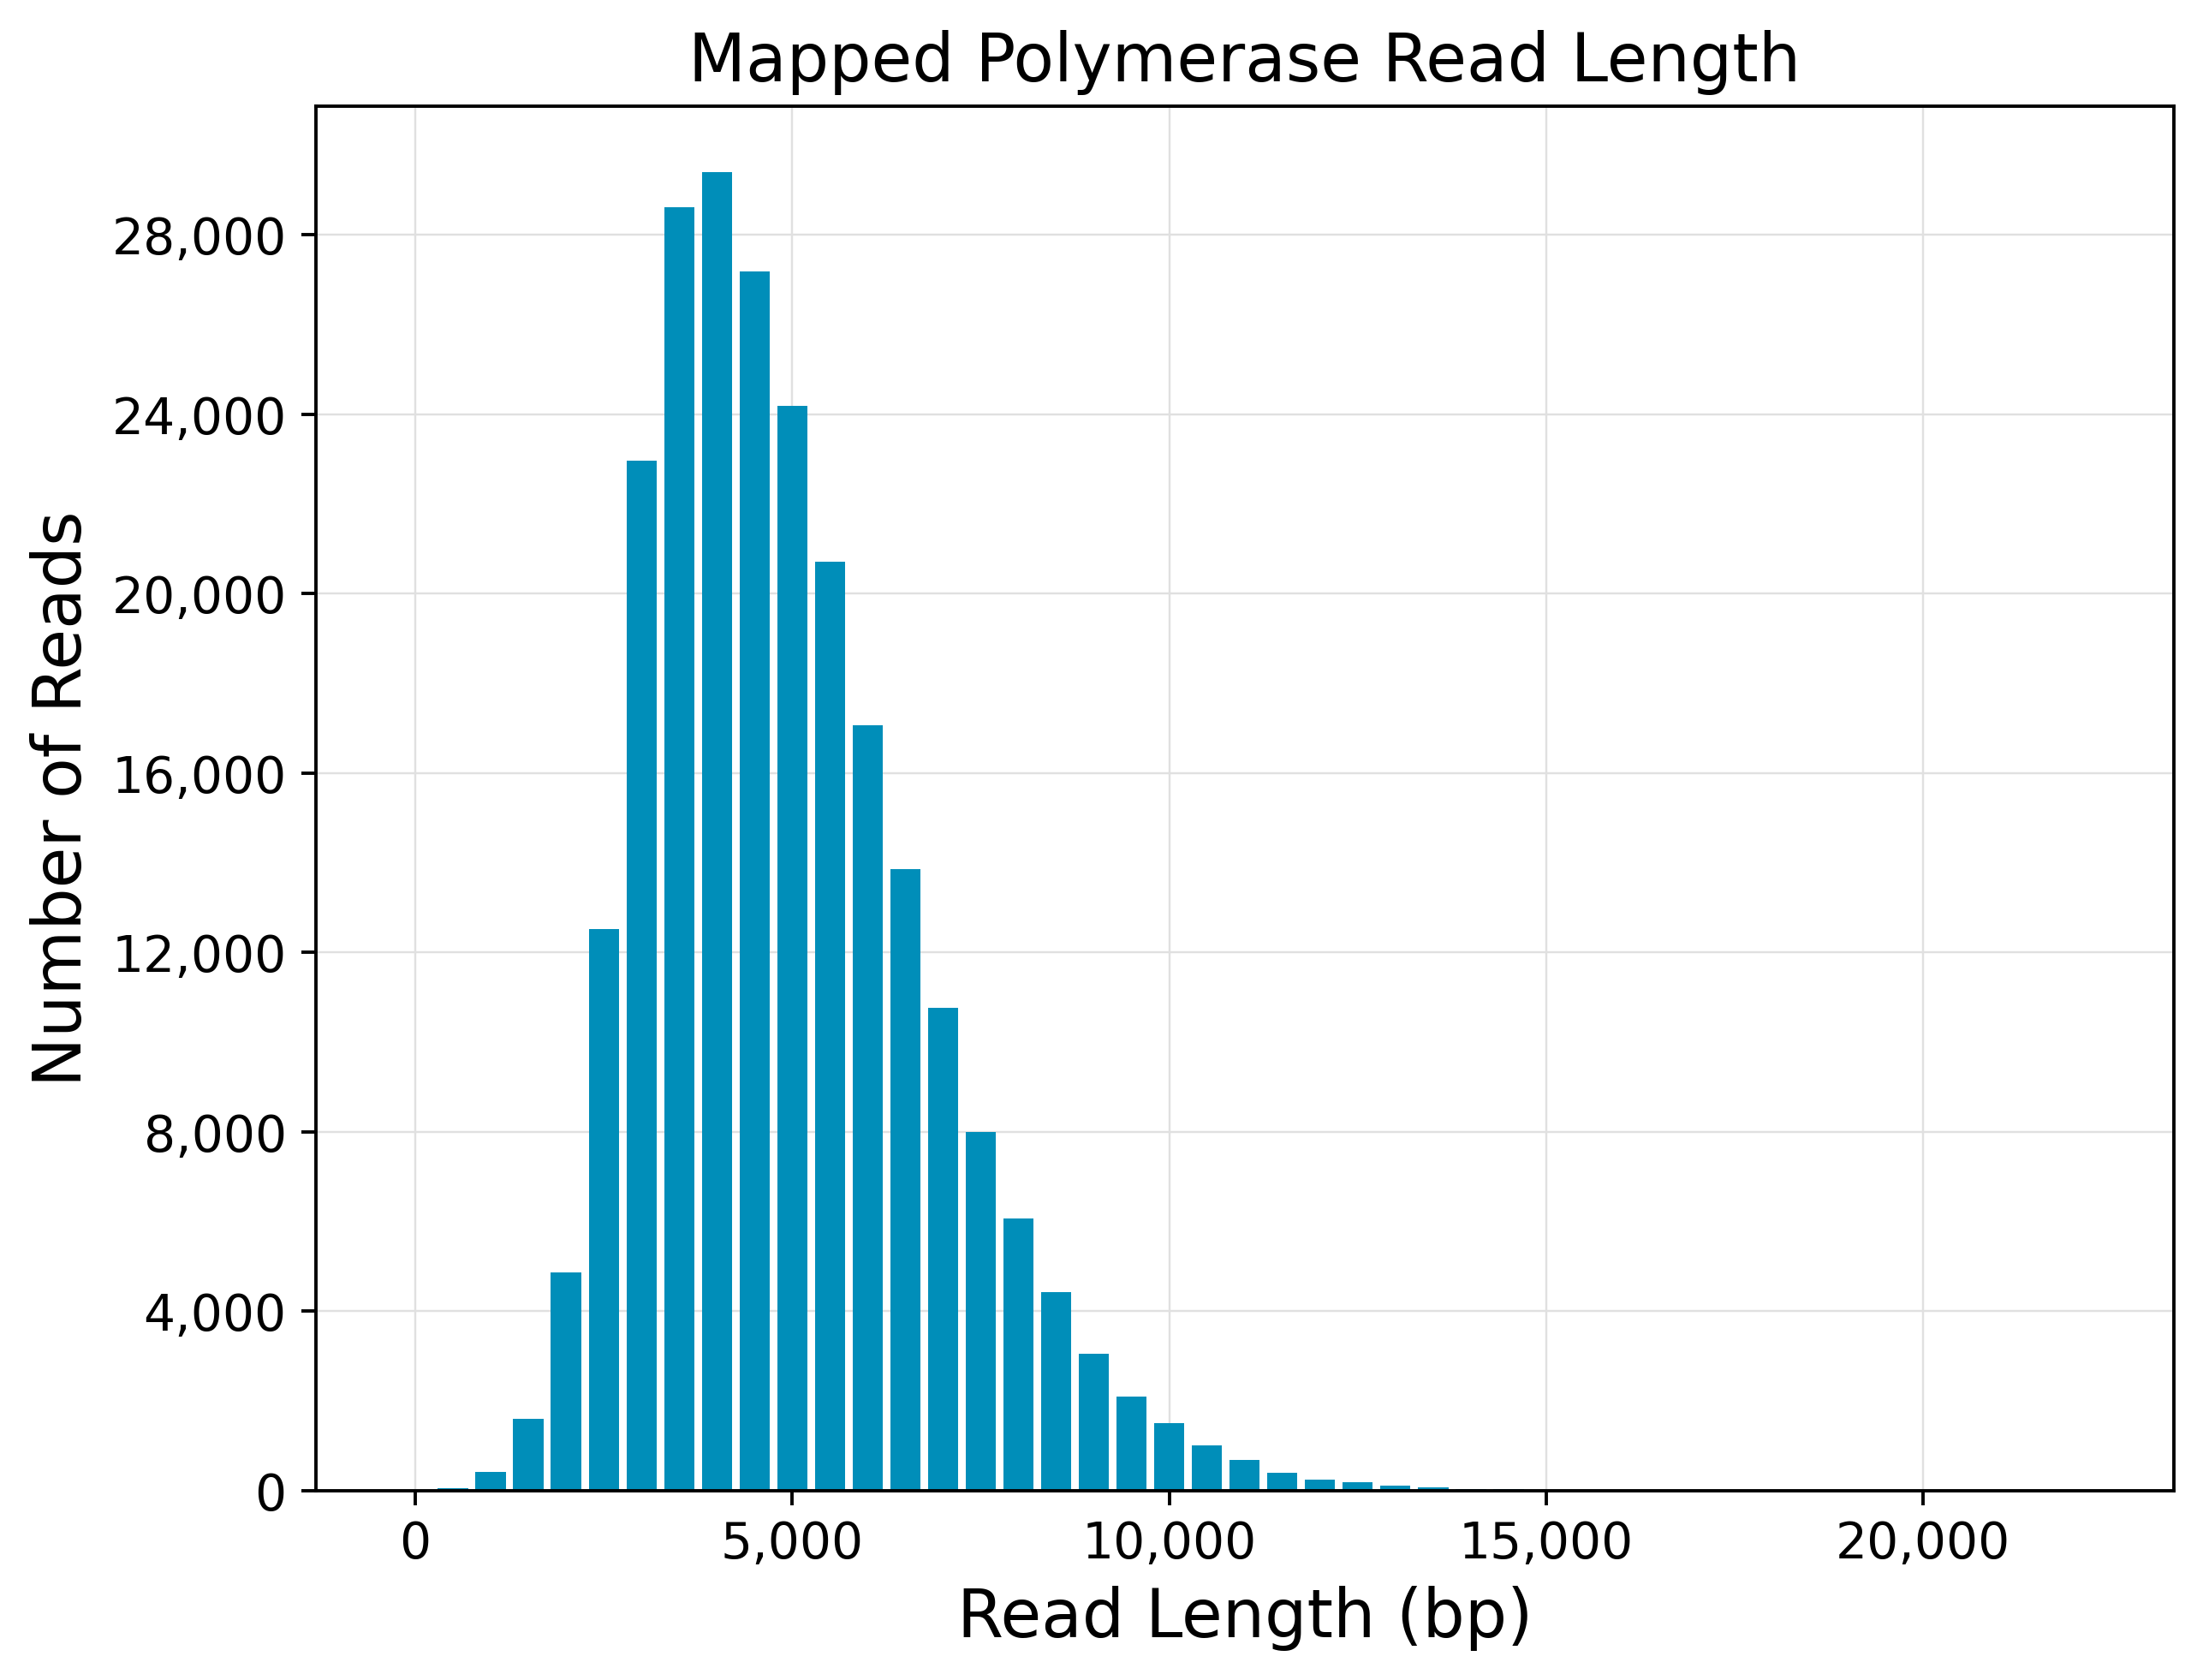 Mapped Polymerase Read Length
Number of Reads
28,000
24,000
20,000
16,000
12,000
8,000
4,000
0
0 5,000 10,000 15,000 20,000
Read Length (bp)